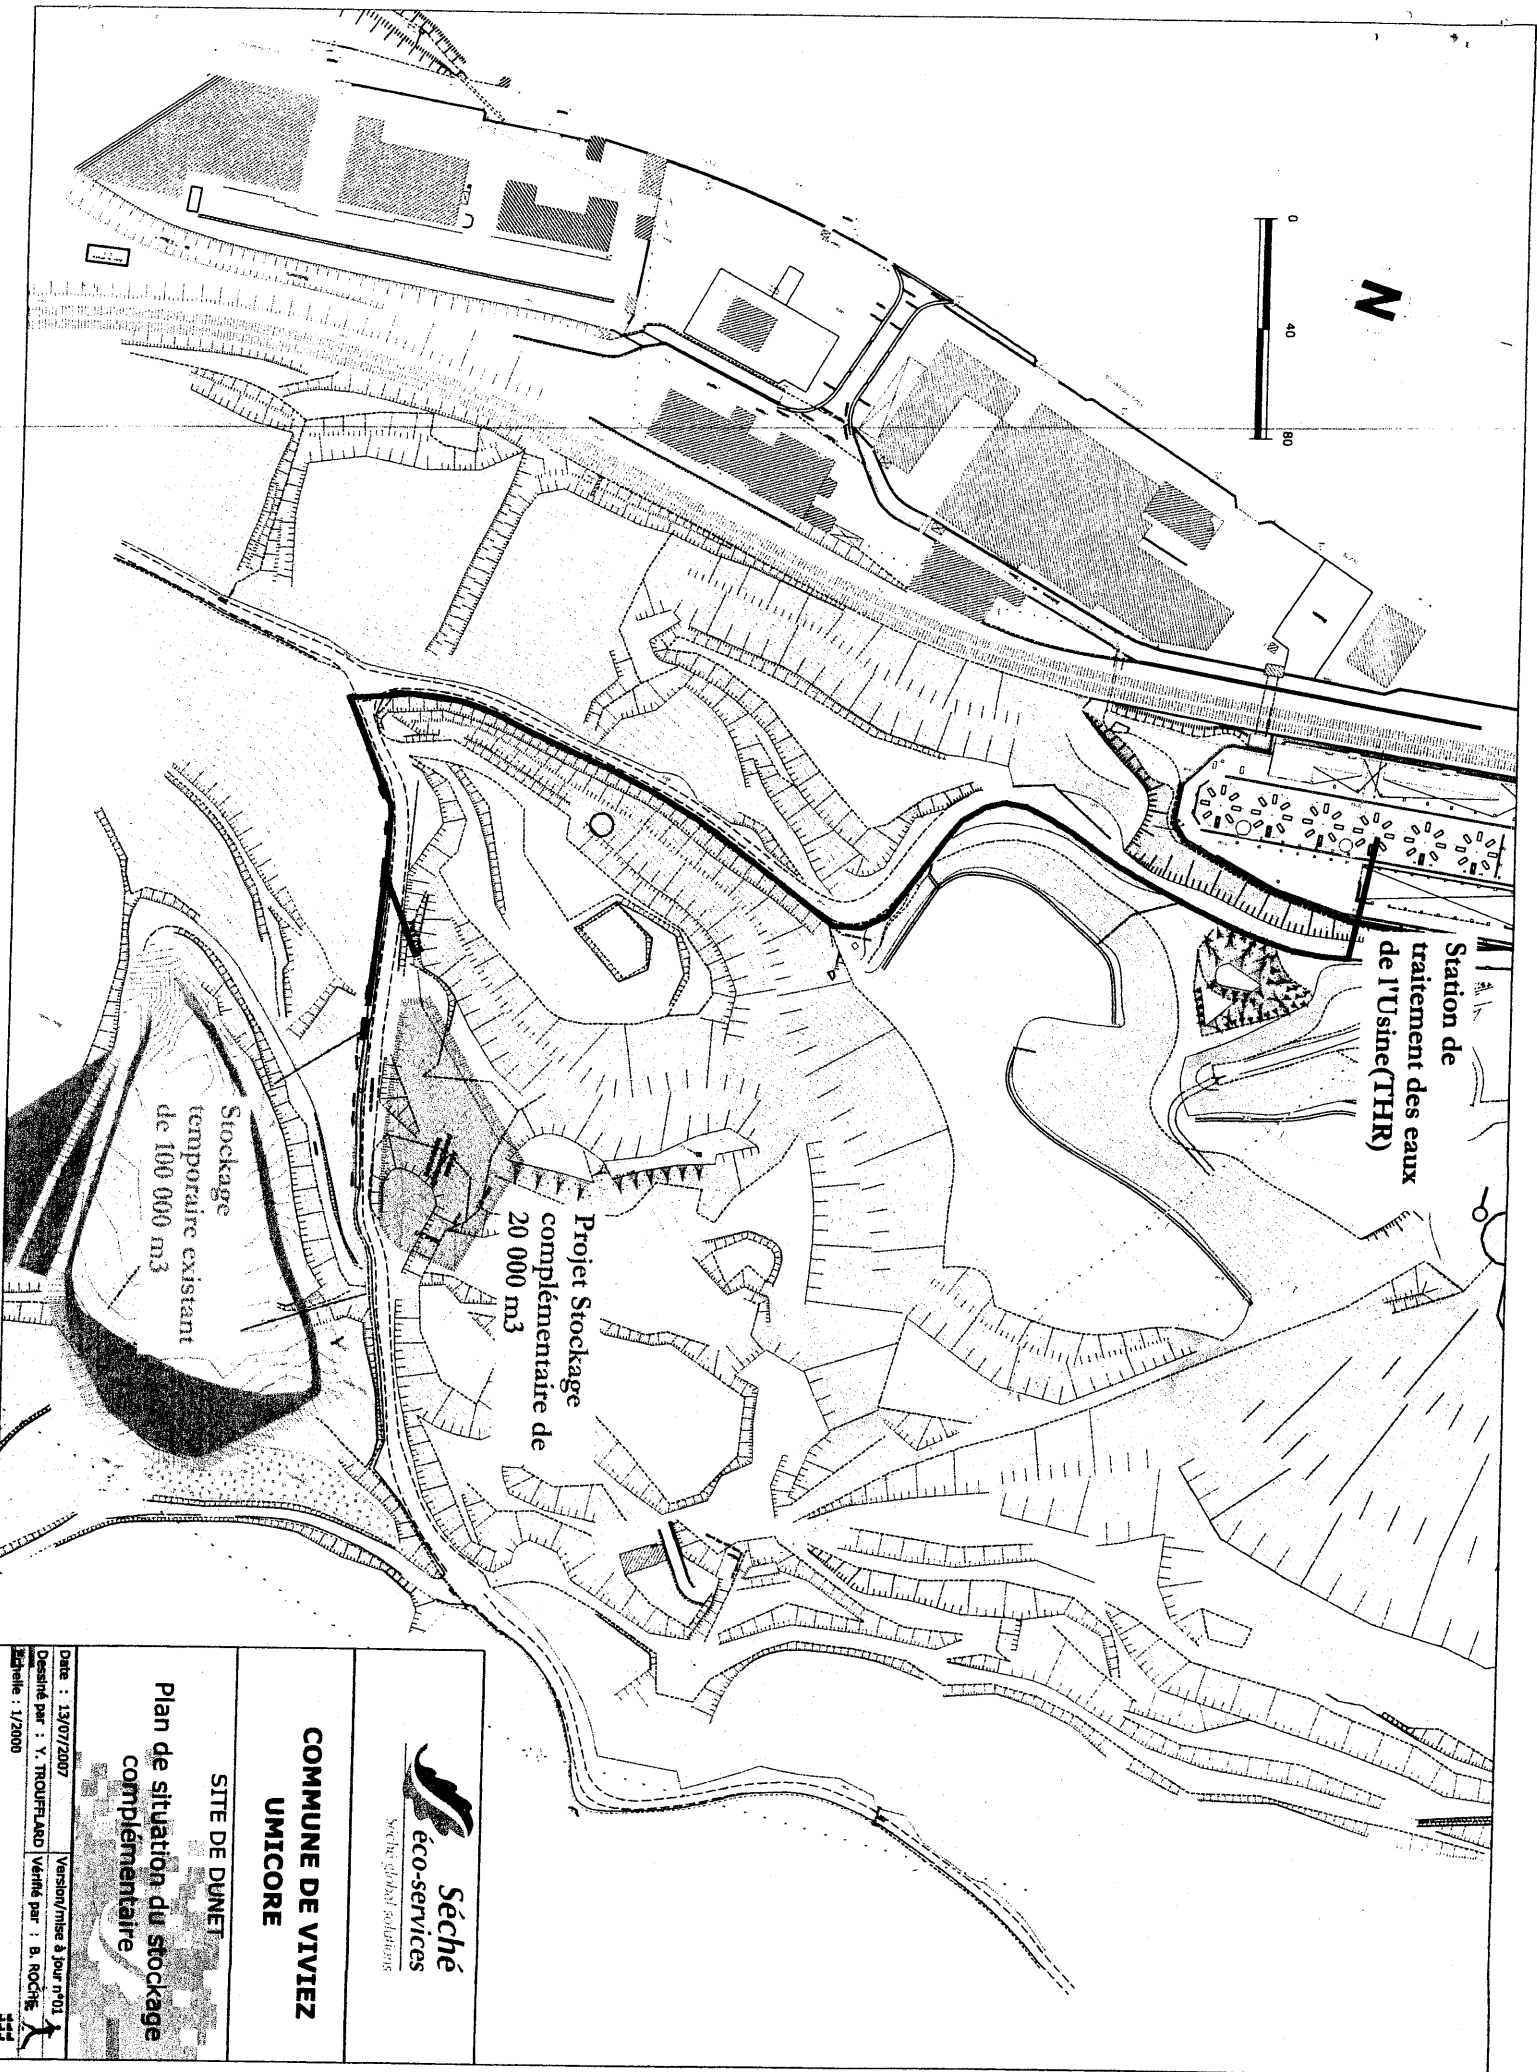 N
0 40 80
Station de
traitement des eaux
de l'Usine(THR)
Projet Stockage
complémentaire de
20 000 m3
Stockage
temporaire existant
de 100 000 m3
Séché
éco-services
Séché global solutions
COMMUNE DE VIVIEZ
UMICORE
SITE DE DUNET
Plan de situation du stockage
complémentaire
Date : 13/07/2007 Version/mise à jour n°01
Dessiné par : Y. TROUFFLARD Vérifié par : B. ROCHE
Echelle : 1/2000